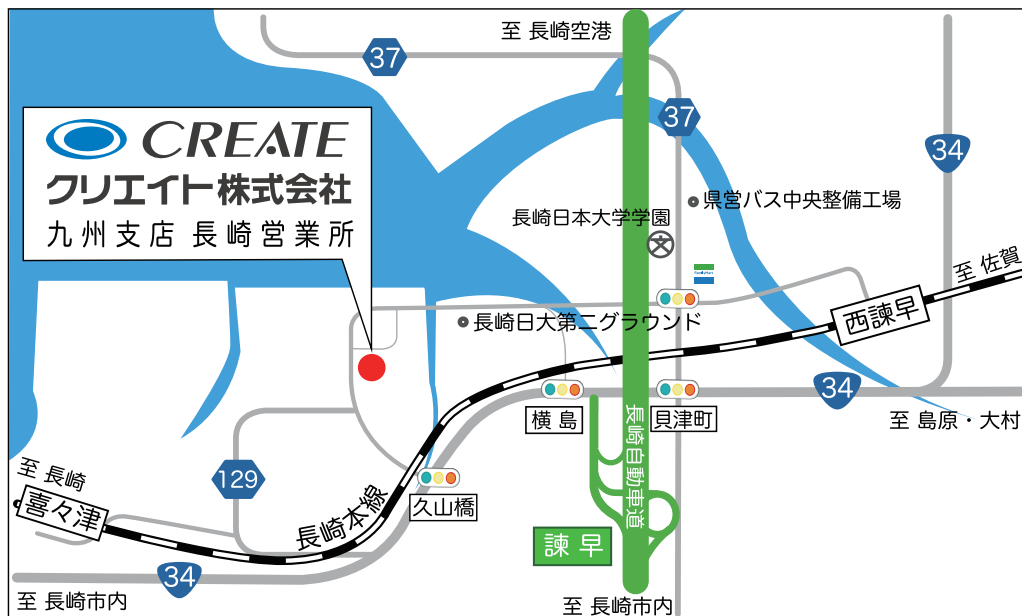 至 長崎空港
37
CREATE
クリエイト株式会社
九州支店 長崎営業所
37
34
県営バス中央整備工場
長崎日本大学学園
文
FamilyMart
至 佐賀
西諫早
長崎日大第二グラウンド
34
横島
貝津町
至 島原・大村
長崎自動車道
129
久山橋
至 長崎
喜々津
長崎本線
諫早
34
至 長崎市内
至 長崎市内